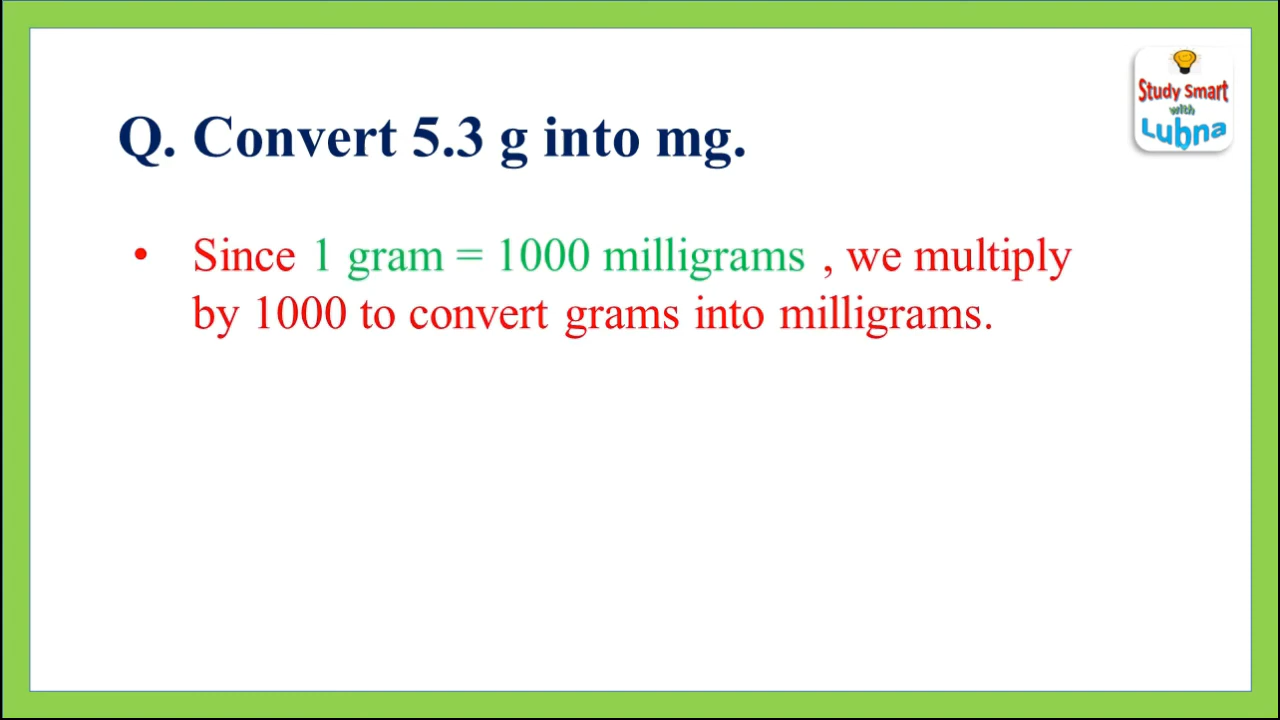 Study Smart
with
Lubna
Q. Convert 5.3 g into mg.
• Since 1 gram = 1000 milligrams , we multiply
by 1000 to convert grams into milligrams.